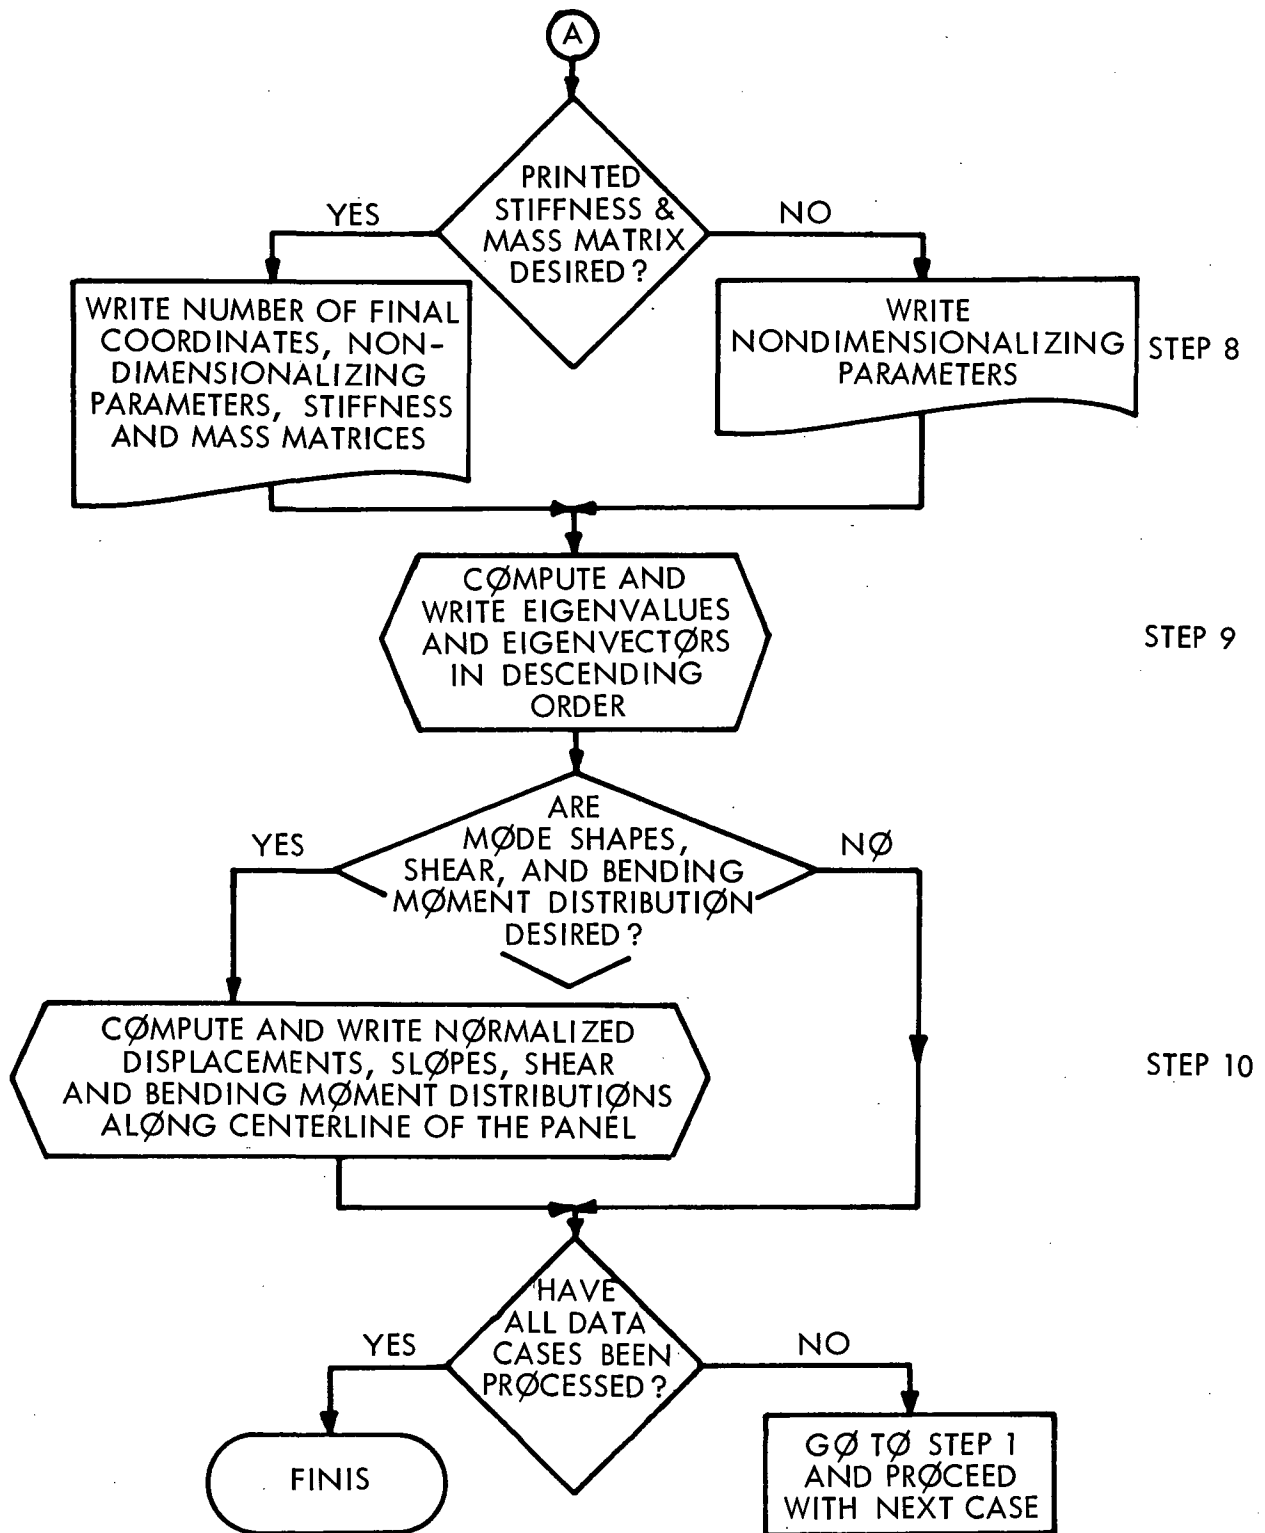 A
PRINTED
STIFFNESS &
MASS MATRIX
DESIRED?
YES
NO
WRITE NUMBER OF FINAL
COORDINATES, NON-
DIMENSIONALIZING
PARAMETERS, STIFFNESS
AND MASS MATRICES
WRITE
NONDIMENSIONALIZING
PARAMETERS
STEP 8
CØMPUTE AND
WRITE EIGENVALUES
AND EIGENVECTØRS
IN DESCENDING
ORDER
STEP 9
ARE
MØDE SHAPES,
SHEAR, AND BENDING
MØMENT DISTRIBUTIØN
DESIRED?
YES
NØ
CØMPUTE AND WRITE NØRMALIZED
DISPLACEMENTS, SLØPES, SHEAR
AND BENDING MØMENT DISTRIBUTIØNS
ALØNG CENTERLINE OF THE PANEL
STEP 10
HAVE
ALL DATA
CASES BEEN
PRØCESSED?
YES
NO
FINIS
GØ TØ STEP 1
AND PRØCEED
WITH NEXT CASE